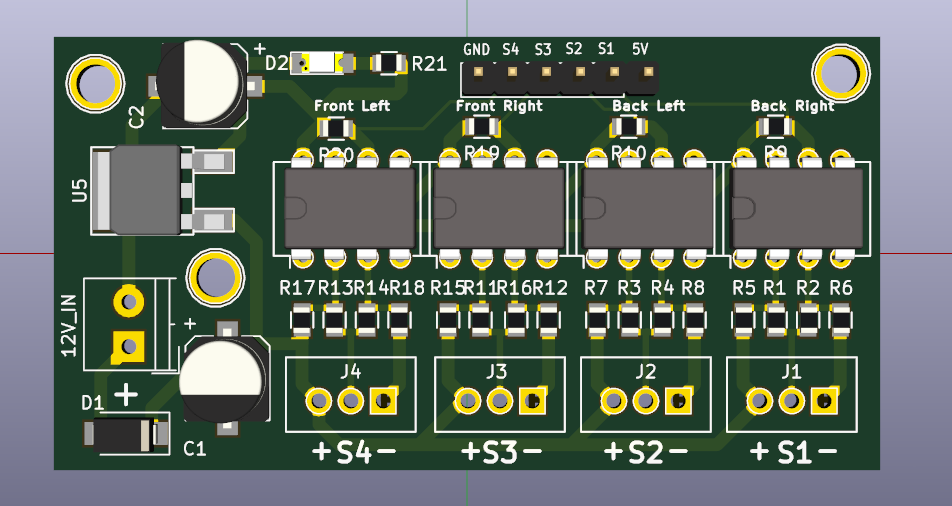 GND S4 S3 S2 S1 5V
D2 R21
+
C2
Front Left Front Right Back Left Back Right
R20 R19 R10 R9
U5
R17 R13 R14 R18 R15 R11 R16 R12 R7 R3 R4 R8 R5 R1 R2 R6
12V_IN
- +
J4 J3 J2 J1
D1 +
C1
+S4- +S3- +S2- +S1-